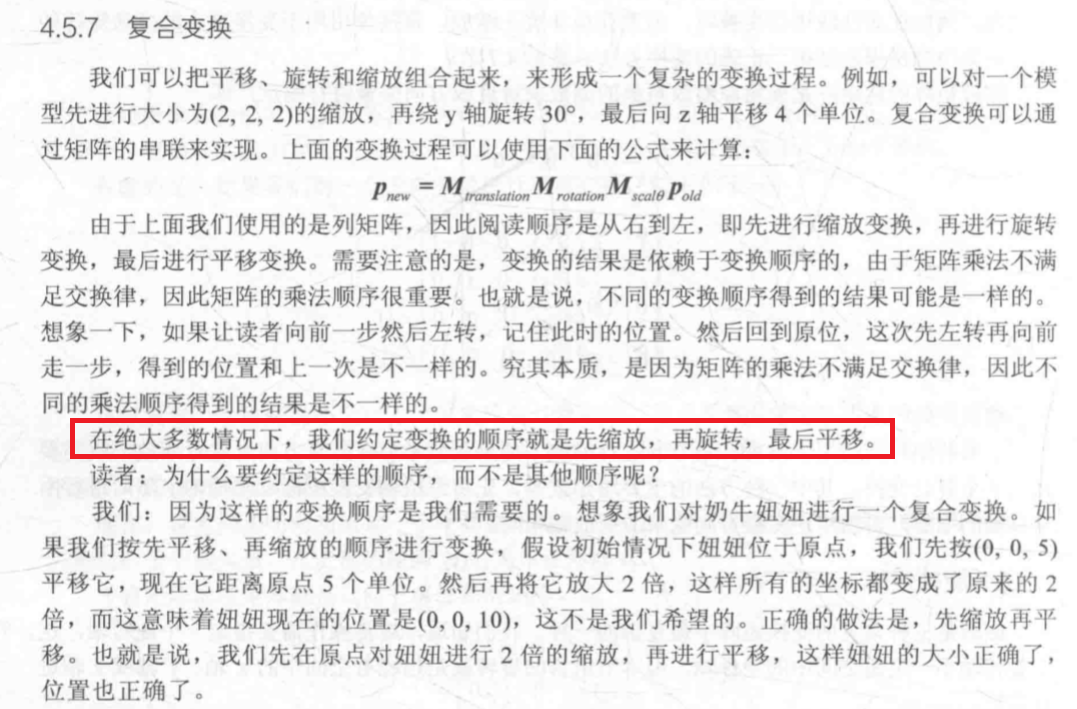 4.5.7 复合变换
我们可以把平移、旋转和缩放组合起来，来形成一个复杂的变换过程。例如，可以对一个模
型先进行大小为(2, 2, 2)的缩放，再绕 y 轴旋转 30°，最后向 z 轴平移 4 个单位。复合变换可以通
过矩阵的串联来实现。上面的变换过程可以使用下面的公式来计算：
p_new = M_translation M_rotation M_scale p_old
由于上面我们使用的是列矩阵，因此阅读顺序是从右到左，即先进行缩放变换，再进行旋转
变换，最后进行平移变换。需要注意的是，变换的结果是依赖于变换顺序的，由于矩阵乘法不满
足交换律，因此矩阵的乘法顺序很重要。也就是说，不同的变换顺序得到的结果可能是一样的。
想象一下，如果让读者向前一步然后左转，记住此时的位置。然后回到原位，这次先左转再向前
走一步，得到的位置和上一次是不一样的。究其本质，是因为矩阵的乘法不满足交换律，因此不
同的乘法顺序得到的结果是不一样的。
在绝大多数情况下，我们约定变换的顺序就是先缩放，再旋转，最后平移。
读者：为什么要约定这样的顺序，而不是其他顺序呢？
我们：因为这样的变换顺序是我们需要的。想象我们对奶牛妞妞进行一个复合变换。如
果我们按先平移、再缩放的顺序进行变换，假设初始情况下妞妞位于原点，我们先按(0, 0, 5)
平移它，现在它距离原点 5 个单位。然后再将它放大 2 倍，这样所有的坐标都变成了原来的 2
倍，而这意味着妞妞现在的位置是(0, 0, 10)，这不是我们希望的。正确的做法是，先缩放再平
移。也就是说，我们先在原点对妞妞进行 2 倍的缩放，再进行平移，这样妞妞的大小正确了，
位置也正确了。